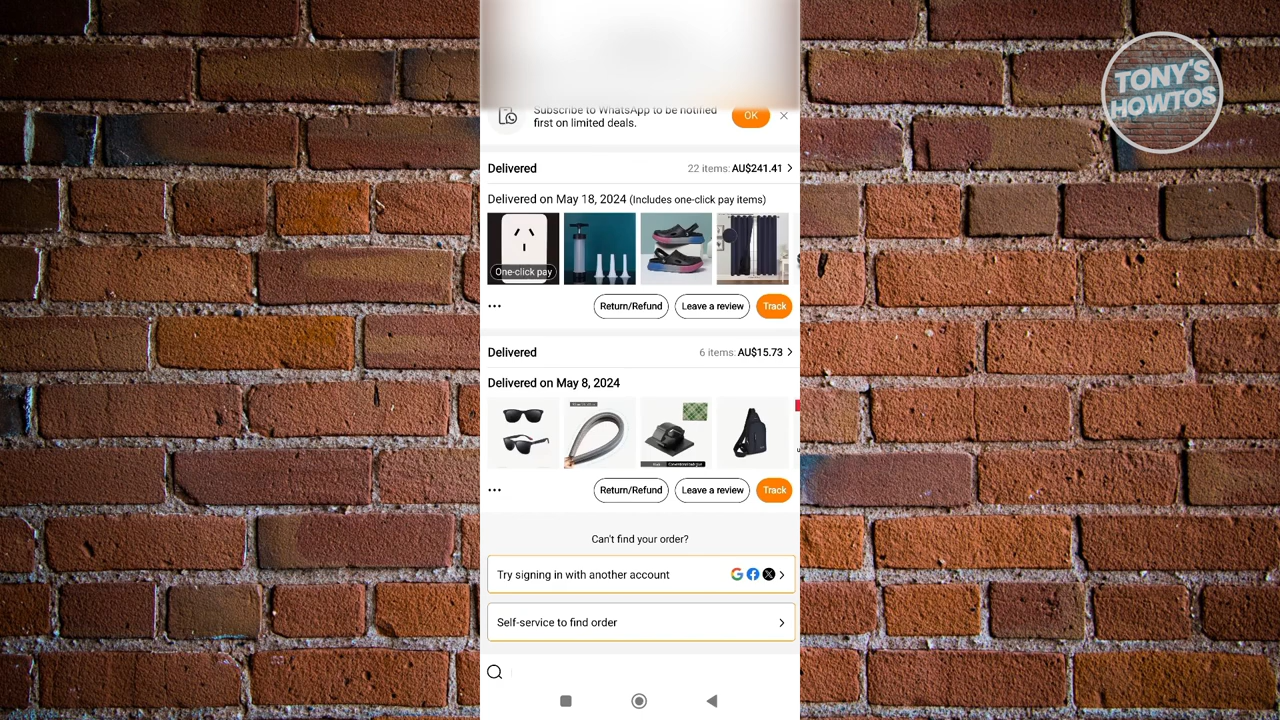 TONY'S
HOWTOS
Subscribe to WhatsApp to be notified
first on limited deals.
OK
Delivered
22 items: AU$241.41
Delivered on May 18, 2024 (Includes one-click pay items)
One-click pay
Return/Refund
Leave a review
Track
Delivered
6 items: AU$15.73
Delivered on May 8, 2024
Return/Refund
Leave a review
Track
Can't find your order?
Try signing in with another account
Self-service to find order